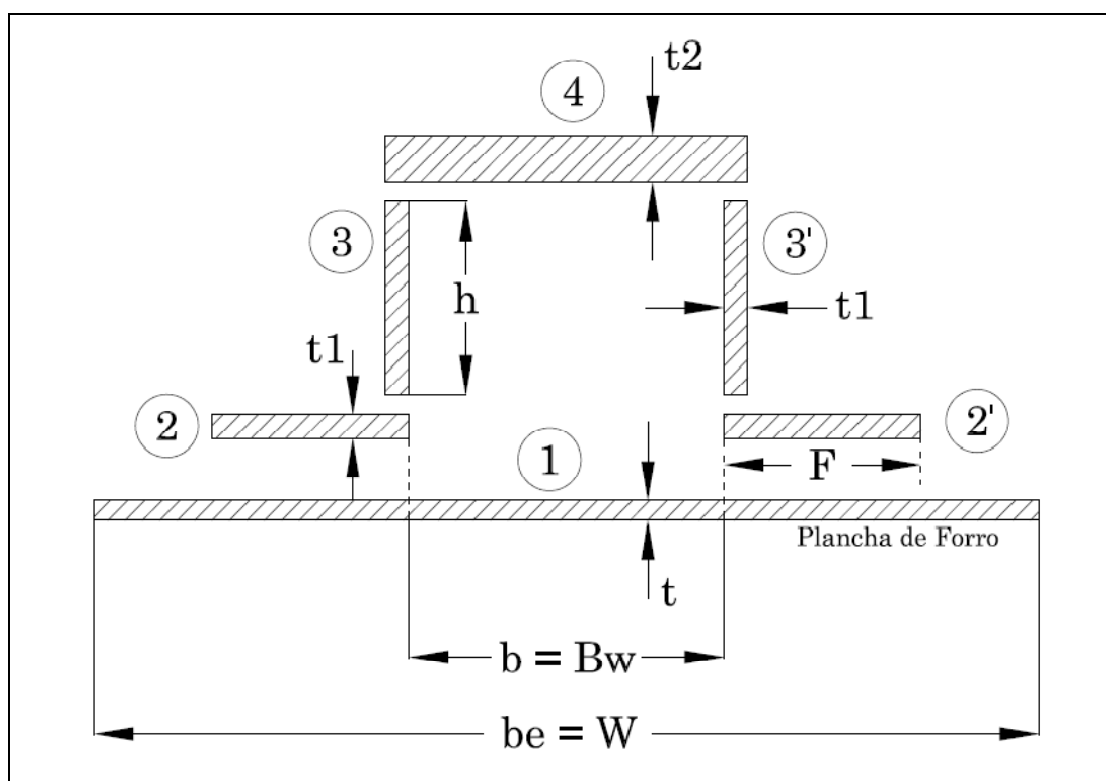 t2
4
3
3'
h
t1
t1
2
2'
1
F
Plancha de Forro
t
b = Bw
be = W